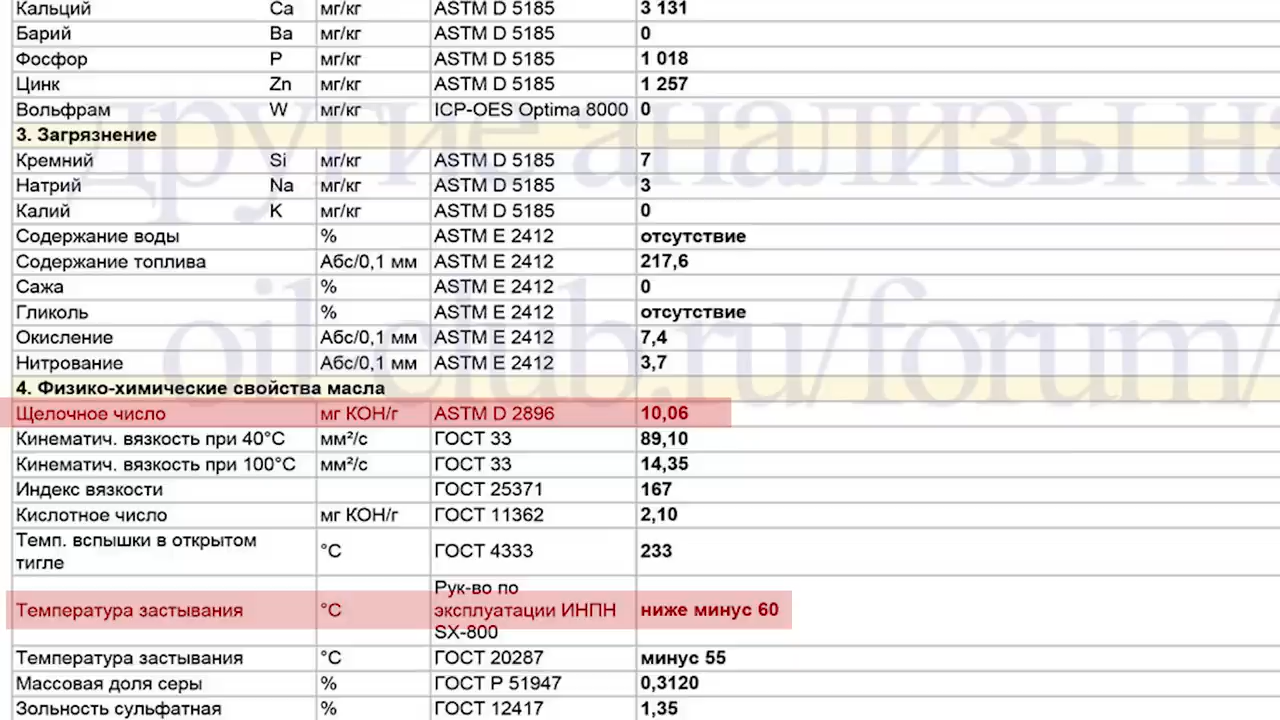 Кальций Ca мг/кг ASTM D 5185 3 131
Барий Ba мг/кг ASTM D 5185 0
Фосфор P мг/кг ASTM D 5185 1 018
Цинк Zn мг/кг ASTM D 5185 1 257
Вольфрам W мг/кг ICP-OES Optima 8000 0
другие анализы на
3. Загрязнение
Кремний Si мг/кг ASTM D 5185 7
Натрий Na мг/кг ASTM D 5185 3
Калий K мг/кг ASTM D 5185 0
Содержание воды % ASTM E 2412 отсутствие
Содержание топлива Абс/0,1 мм ASTM E 2412 217,6
Сажа % ASTM E 2412 0
Гликоль % ASTM E 2412 отсутствие
oil-club.ru/forum/
Окисление Абс/0,1 мм ASTM E 2412 7,4
Нитрование Абс/0,1 мм ASTM E 2412 3,7
4. Физико-химические свойства масла
Щелочное число мг KOH/г ASTM D 2896 10,06
Кинематич. вязкость при 40°C мм²/с ГОСТ 33 89,10
Кинематич. вязкость при 100°C мм²/с ГОСТ 33 14,35
Индекс вязкости ГОСТ 25371 167
Кислотное число мг KOH/г ГОСТ 11362 2,10
Темп. вспышки в открытом
тигле °C ГОСТ 4333 233
Рук-во по
Температура застывания °C эксплуатации ИНПН ниже минус 60
SX-800
Температура застывания °C ГОСТ 20287 минус 55
Массовая доля серы % ГОСТ Р 51947 0,3120
Зольность сульфатная % ГОСТ 12417 1,35